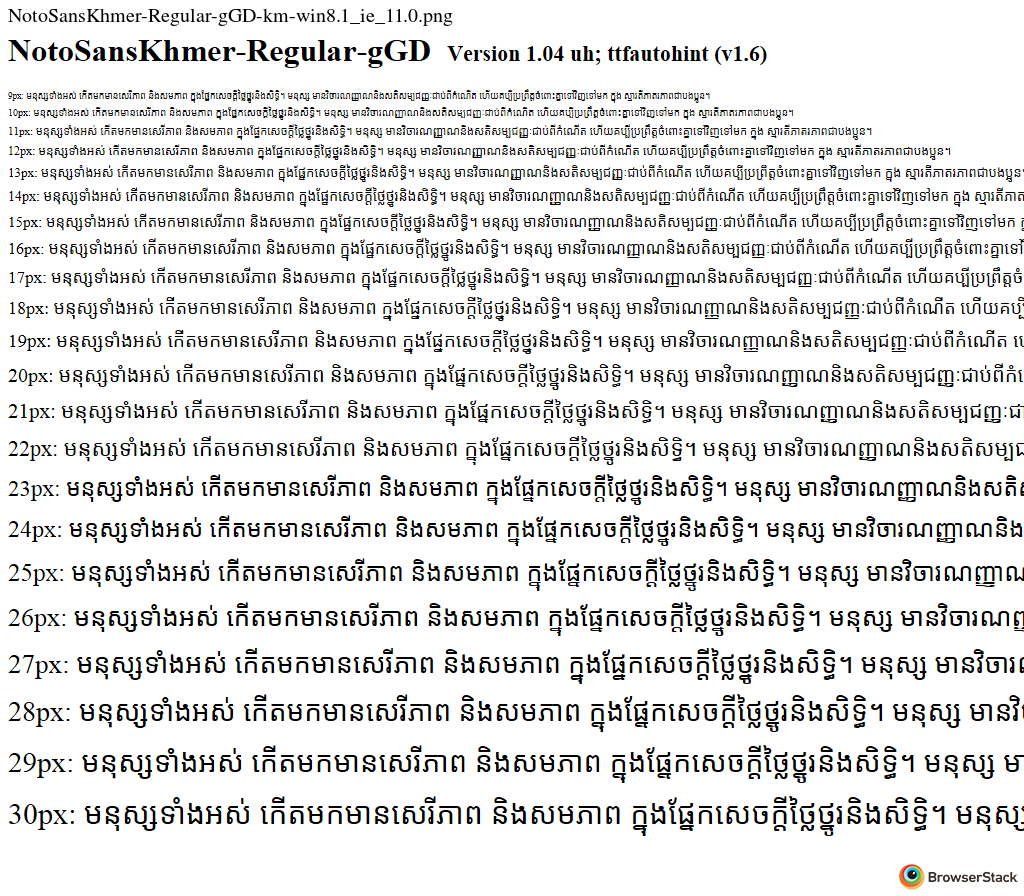 NotoSansKhmer-Regular-gGD-km-win8.1_ie_11.0.png
NotoSansKhmer-Regular-gGD Version 1.04 uh; ttfautohint (v1.6)
9px: មនុស្សទាំងអស់ កើតមកមានសេរីភាព និងសមភាព ក្នុងផ្នែកសេចក្ដីថ្លៃថ្នូរនិងសិទ្ធិ។ មនុស្ស មានវិចារណញ្ញាណនិងសតិសម្បជញ្ញៈជាប់ពីកំណើត ហើយគប្បីប្រព្រឹត្តចំពោះគ្នាទៅវិញទៅមក ក្នុង ស្មារតីភាតរភាពជាបងប្អូន។
10px: មនុស្សទាំងអស់ កើតមកមានសេរីភាព និងសមភាព ក្នុងផ្នែកសេចក្ដីថ្លៃថ្នូរនិងសិទ្ធិ។ មនុស្ស មានវិចារណញ្ញាណនិងសតិសម្បជញ្ញៈជាប់ពីកំណើត ហើយគប្បីប្រព្រឹត្តចំពោះគ្នាទៅវិញទៅមក ក្នុង ស្មារតីភាតរភាពជាបងប្អូន។
11px: មនុស្សទាំងអស់ កើតមកមានសេរីភាព និងសមភាព ក្នុងផ្នែកសេចក្ដីថ្លៃថ្នូរនិងសិទ្ធិ។ មនុស្ស មានវិចារណញ្ញាណនិងសតិសម្បជញ្ញៈជាប់ពីកំណើត ហើយគប្បីប្រព្រឹត្តចំពោះគ្នាទៅវិញទៅមក ក្នុង ស្មារតីភាតរភាពជាបងប្អូន។
12px: មនុស្សទាំងអស់ កើតមកមានសេរីភាព និងសមភាព ក្នុងផ្នែកសេចក្ដីថ្លៃថ្នូរនិងសិទ្ធិ។ មនុស្ស មានវិចារណញ្ញាណនិងសតិសម្បជញ្ញៈជាប់ពីកំណើត ហើយគប្បីប្រព្រឹត្តចំពោះគ្នាទៅវិញទៅមក ក្នុង ស្មារតីភាតរភាពជាបងប្អូន។
13px: មនុស្សទាំងអស់ កើតមកមានសេរីភាព និងសមភាព ក្នុងផ្នែកសេចក្ដីថ្លៃថ្នូរនិងសិទ្ធិ។ មនុស្ស មានវិចារណញ្ញាណនិងសតិសម្បជញ្ញៈជាប់ពីកំណើត ហើយគប្បីប្រព្រឹត្តចំពោះគ្នាទៅវិញទៅមក ក្នុង ស្មារតីភាតរភាពជាបងប្អូន។
14px: មនុស្សទាំងអស់ កើតមកមានសេរីភាព និងសមភាព ក្នុងផ្នែកសេចក្ដីថ្លៃថ្នូរនិងសិទ្ធិ។ មនុស្ស មានវិចារណញ្ញាណនិងសតិសម្បជញ្ញៈជាប់ពីកំណើត ហើយគប្បីប្រព្រឹត្តចំពោះគ្នាទៅវិញទៅមក ក្នុង ស្មារតីភាតរភាព
15px: មនុស្សទាំងអស់ កើតមកមានសេរីភាព និងសមភាព ក្នុងផ្នែកសេចក្ដីថ្លៃថ្នូរនិងសិទ្ធិ។ មនុស្ស មានវិចារណញ្ញាណនិងសតិសម្បជញ្ញៈជាប់ពីកំណើត ហើយគប្បីប្រព្រឹត្តចំពោះគ្នាទៅវិញទៅមក
16px: មនុស្សទាំងអស់ កើតមកមានសេរីភាព និងសមភាព ក្នុងផ្នែកសេចក្ដីថ្លៃថ្នូរនិងសិទ្ធិ។ មនុស្ស មានវិចារណញ្ញាណនិងសតិសម្បជញ្ញៈជាប់ពីកំណើត ហើយគប្បីប្រព្រឹត្តចំពោះគ្នាទៅ
17px: មនុស្សទាំងអស់ កើតមកមានសេរីភាព និងសមភាព ក្នុងផ្នែកសេចក្ដីថ្លៃថ្នូរនិងសិទ្ធិ។ មនុស្ស មានវិចារណញ្ញាណនិងសតិសម្បជញ្ញៈជាប់ពីកំណើត ហើយគប្បីប្រព្រឹត្តចំ
18px: មនុស្សទាំងអស់ កើតមកមានសេរីភាព និងសមភាព ក្នុងផ្នែកសេចក្ដីថ្លៃថ្នូរនិងសិទ្ធិ។ មនុស្ស មានវិចារណញ្ញាណនិងសតិសម្បជញ្ញៈជាប់ពីកំណើត ហើយគប្បី
19px: មនុស្សទាំងអស់ កើតមកមានសេរីភាព និងសមភាព ក្នុងផ្នែកសេចក្ដីថ្លៃថ្នូរនិងសិទ្ធិ។ មនុស្ស មានវិចារណញ្ញាណនិងសតិសម្បជញ្ញៈជាប់ពីកំណើត
20px: មនុស្សទាំងអស់ កើតមកមានសេរីភាព និងសមភាព ក្នុងផ្នែកសេចក្ដីថ្លៃថ្នូរនិងសិទ្ធិ។ មនុស្ស មានវិចារណញ្ញាណនិងសតិសម្បជញ្ញៈជាប់ពីកំ
21px: មនុស្សទាំងអស់ កើតមកមានសេរីភាព និងសមភាព ក្នុងផ្នែកសេចក្ដីថ្លៃថ្នូរនិងសិទ្ធិ។ មនុស្ស មានវិចារណញ្ញាណនិងសតិសម្បជញ្ញៈជា
22px: មនុស្សទាំងអស់ កើតមកមានសេរីភាព និងសមភាព ក្នុងផ្នែកសេចក្ដីថ្លៃថ្នូរនិងសិទ្ធិ។ មនុស្ស មានវិចារណញ្ញាណនិងសតិសម្បជ
23px: មនុស្សទាំងអស់ កើតមកមានសេរីភាព និងសមភាព ក្នុងផ្នែកសេចក្ដីថ្លៃថ្នូរនិងសិទ្ធិ។ មនុស្ស មានវិចារណញ្ញាណនិងសតិស
24px: មនុស្សទាំងអស់ កើតមកមានសេរីភាព និងសមភាព ក្នុងផ្នែកសេចក្ដីថ្លៃថ្នូរនិងសិទ្ធិ។ មនុស្ស មានវិចារណញ្ញាណនិង
25px: មនុស្សទាំងអស់ កើតមកមានសេរីភាព និងសមភាព ក្នុងផ្នែកសេចក្ដីថ្លៃថ្នូរនិងសិទ្ធិ។ មនុស្ស មានវិចារណញ្ញាណ
26px: មនុស្សទាំងអស់ កើតមកមានសេរីភាព និងសមភាព ក្នុងផ្នែកសេចក្ដីថ្លៃថ្នូរនិងសិទ្ធិ។ មនុស្ស មានវិចារណញ្ញ
27px: មនុស្សទាំងអស់ កើតមកមានសេរីភាព និងសមភាព ក្នុងផ្នែកសេចក្ដីថ្លៃថ្នូរនិងសិទ្ធិ។ មនុស្ស មានវិចារណ
28px: មនុស្សទាំងអស់ កើតមកមានសេរីភាព និងសមភាព ក្នុងផ្នែកសេចក្ដីថ្លៃថ្នូរនិងសិទ្ធិ។ មនុស្ស មានវិ
29px: មនុស្សទាំងអស់ កើតមកមានសេរីភាព និងសមភាព ក្នុងផ្នែកសេចក្ដីថ្លៃថ្នូរនិងសិទ្ធិ។ មនុស្ស មា
30px: មនុស្សទាំងអស់ កើតមកមានសេរីភាព និងសមភាព ក្នុងផ្នែកសេចក្ដីថ្លៃថ្នូរនិងសិទ្ធិ។ មនុស្ស
BrowserStack